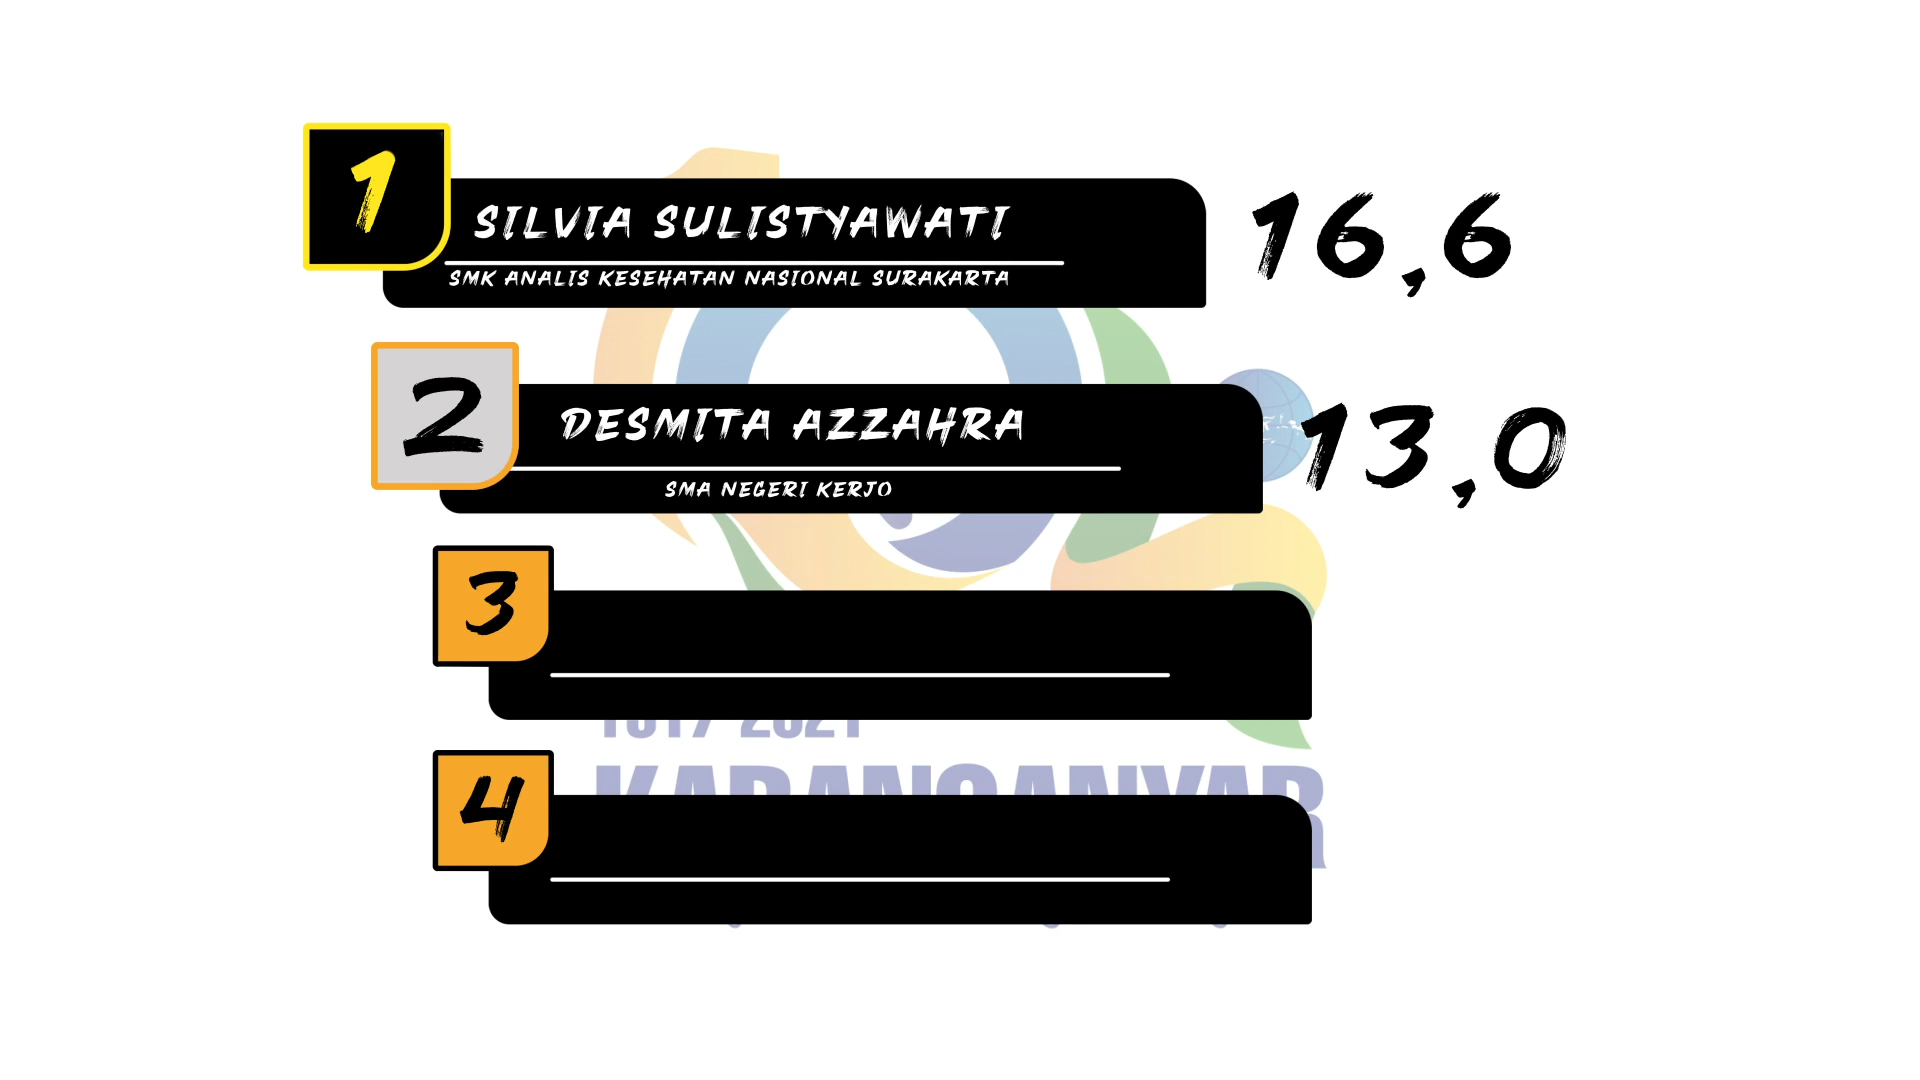 1
SILVIA SULISTYAWATI
16,6
SMK ANALIS KESEHATAN NASIONAL SURAKARTA
2
DESMITA AZZAHRA
13,0
SMA NEGERI KERJO
3
4